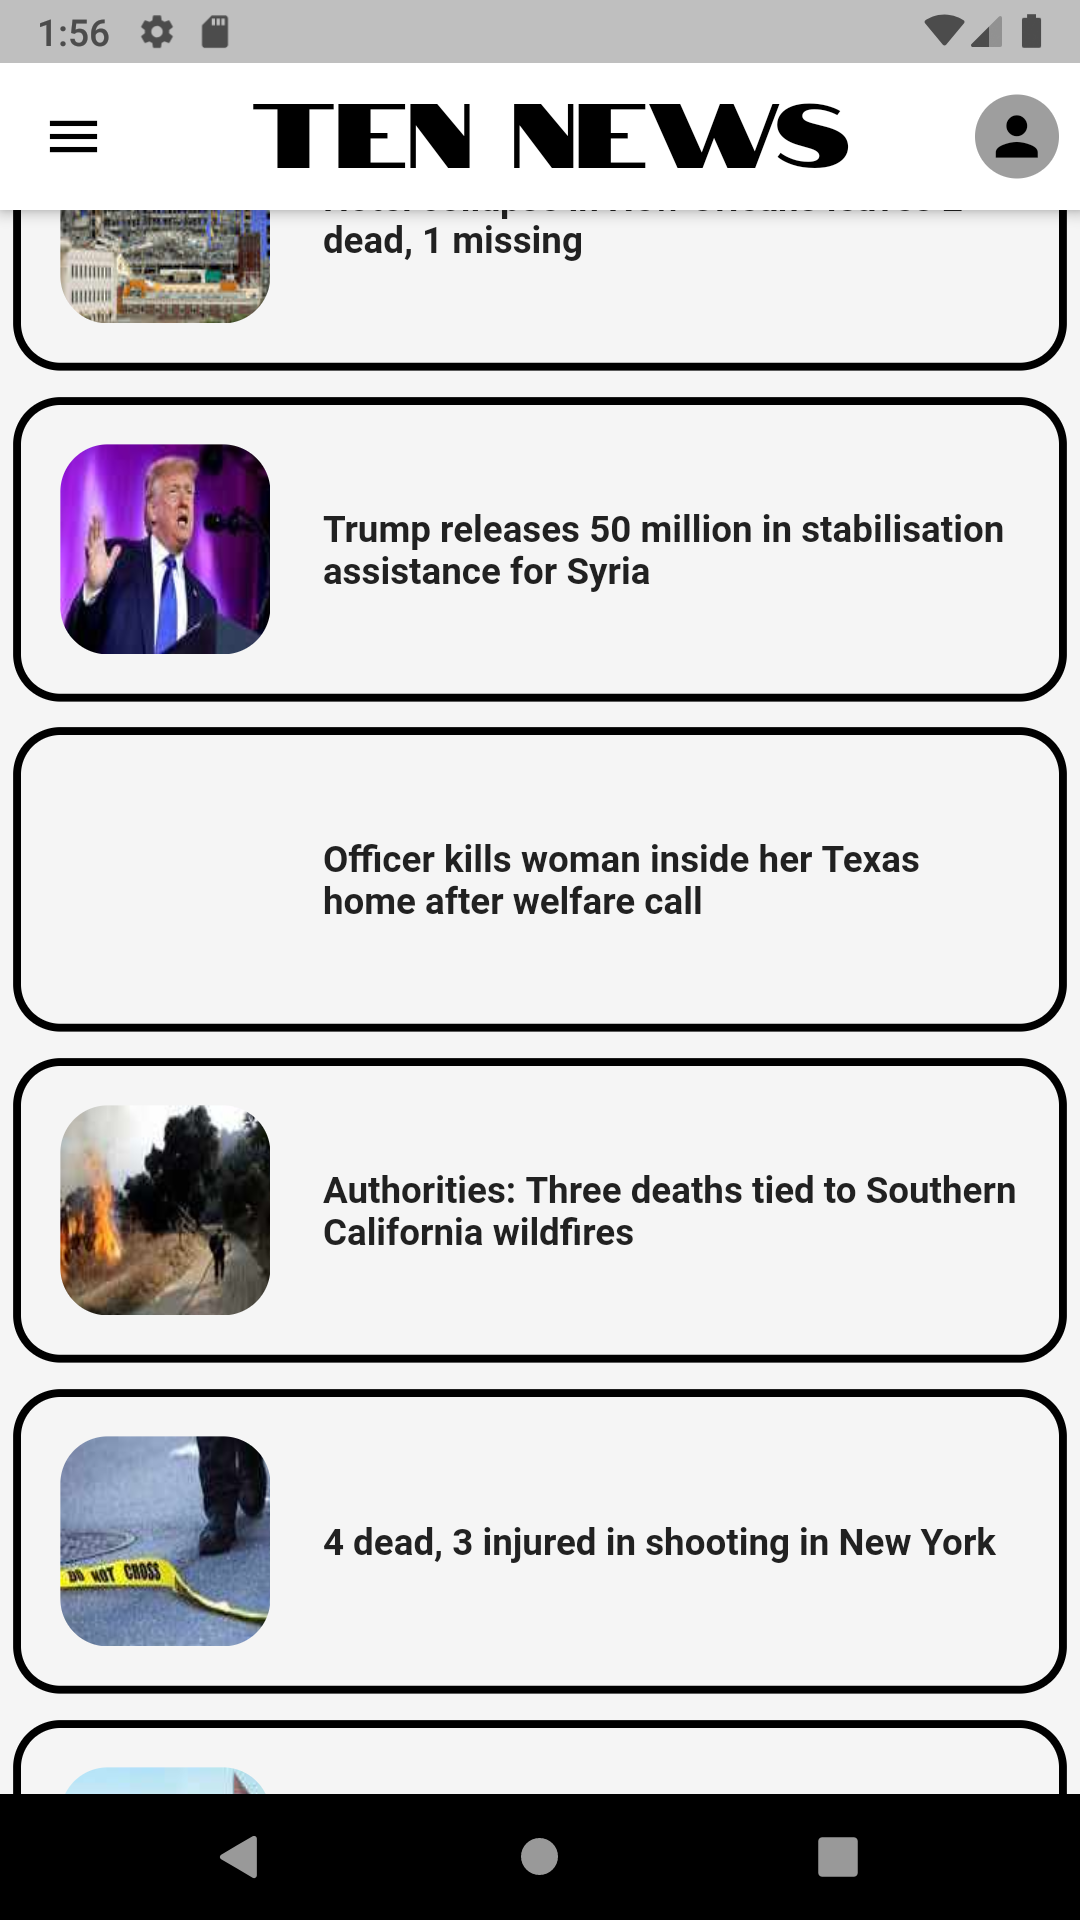 1:56
TEN NEWS
dead, 1 missing
Trump releases 50 million in stabilisation
assistance for Syria
Officer kills woman inside her Texas
home after welfare call
Authorities: Three deaths tied to Southern
California wildfires
DO NOT CROSS
4 dead, 3 injured in shooting in New York